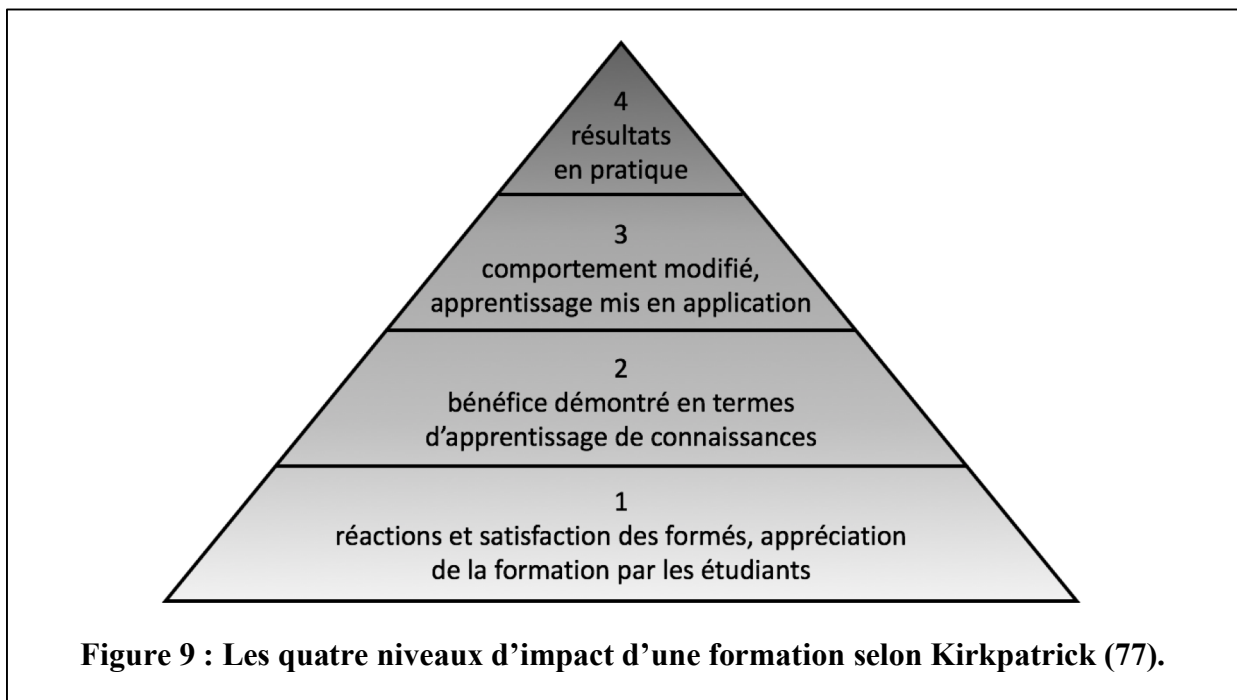 4
résultats
en pratique
3
comportement modifié,
apprentissage mis en application
2
bénéfice démontré en termes
d’apprentissage de connaissances
1
réactions et satisfaction des formés, appréciation
de la formation par les étudiants
Figure 9 : Les quatre niveaux d’impact d’une formation selon Kirkpatrick (77).